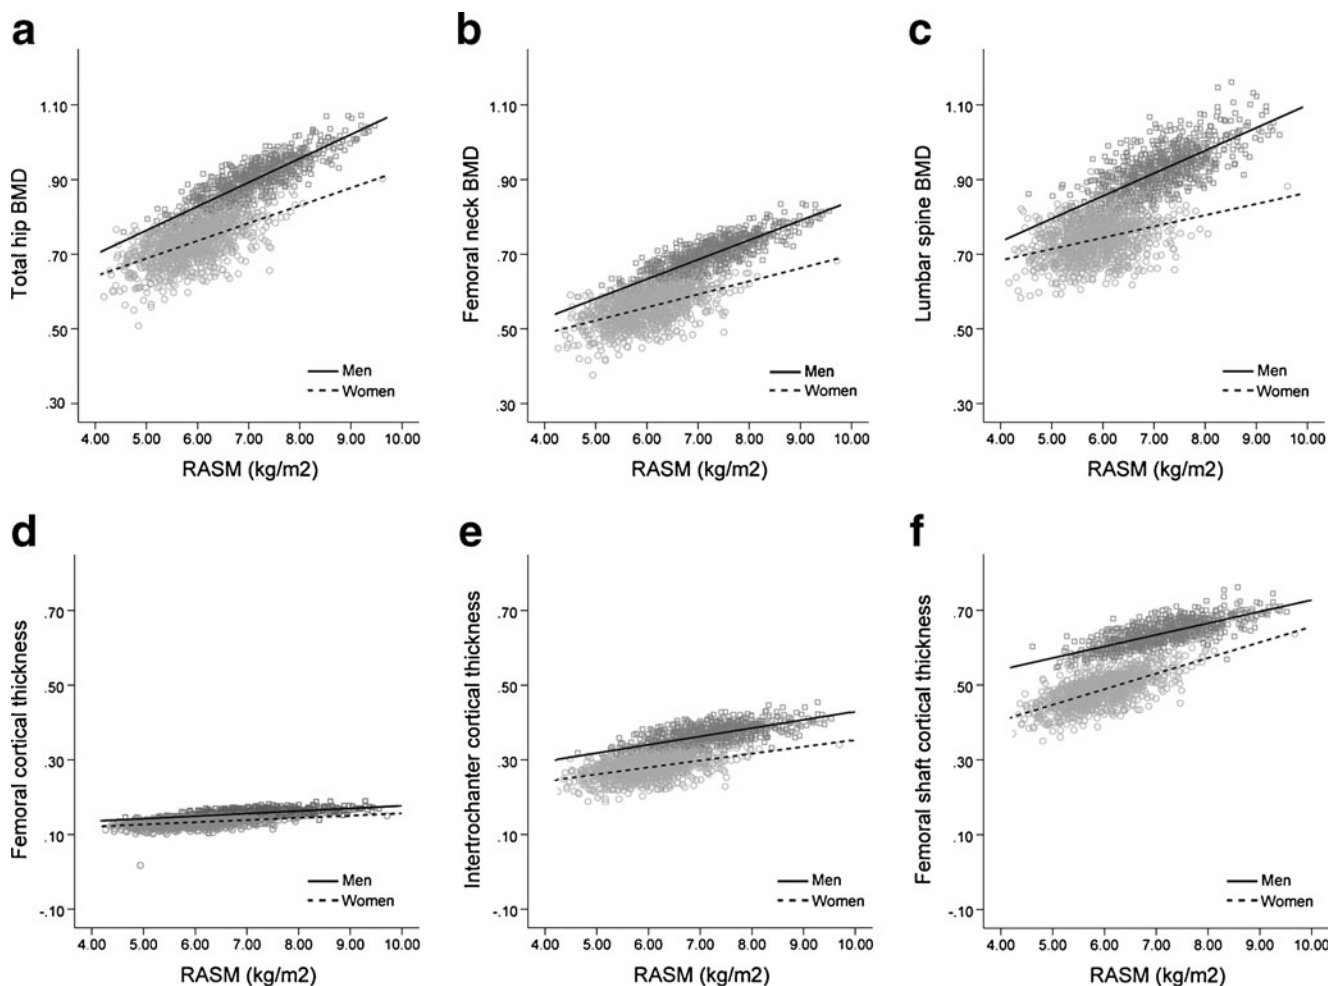 a
Total hip BMD
1.10
.90
.70
.50
.30
Men
Women
4.00 5.00 6.00 7.00 8.00 9.00 10.00
RASM (kg/m2)
b
Femoral neck BMD
1.10
.90
.70
.50
.30
Men
Women
4.00 5.00 6.00 7.00 8.00 9.00 10.00
RASM (kg/m2)
c
Lumbar spine BMD
1.10
.90
.70
.50
.30
Men
Women
4.00 5.00 6.00 7.00 8.00 9.00 10.00
RASM (kg/m2)
d
Femoral cortical thickness
.70
.50
.30
.10
-.10
Men
Women
4.00 5.00 6.00 7.00 8.00 9.00 10.00
RASM (kg/m2)
e
Intertrochanter cortical thickness
.70
.50
.30
.10
-.10
Men
Women
4.00 5.00 6.00 7.00 8.00 9.00 10.00
RASM (kg/m2)
f
Femoral shaft cortical thickness
.70
.50
.30
.10
-.10
Men
Women
4.00 5.00 6.00 7.00 8.00 9.00 10.00
RASM (kg/m2)